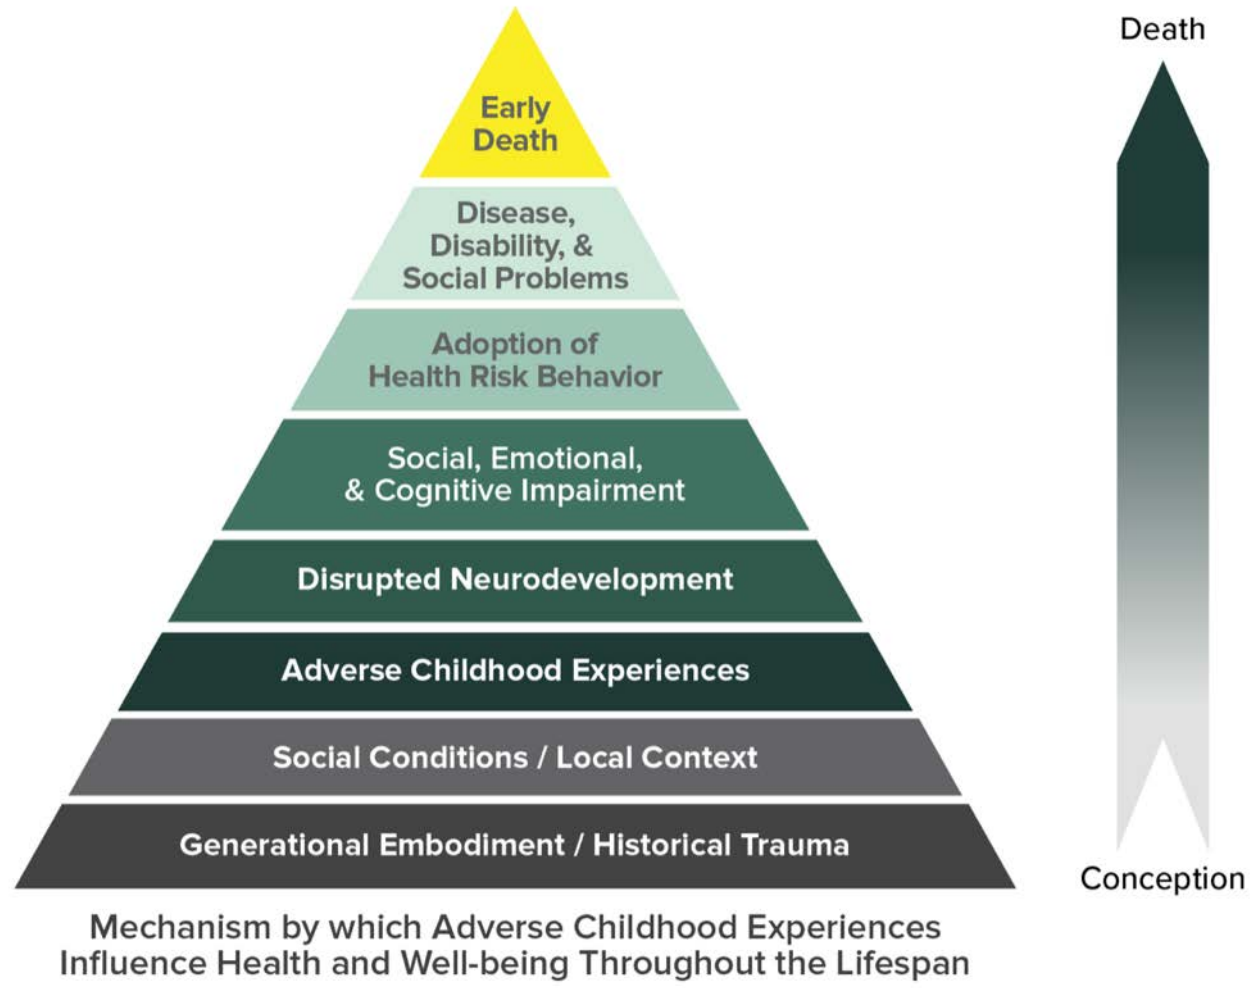 Death
Early
Death
Disease,
Disability, &
Social Problems
Adoption of
Health Risk Behavior
Social, Emotional,
& Cognitive Impairment
Disrupted Neurodevelopment
Adverse Childhood Experiences
Social Conditions / Local Context
Generational Embodiment / Historical Trauma
Conception
Mechanism by which Adverse Childhood Experiences
Influence Health and Well-being Throughout the Lifespan